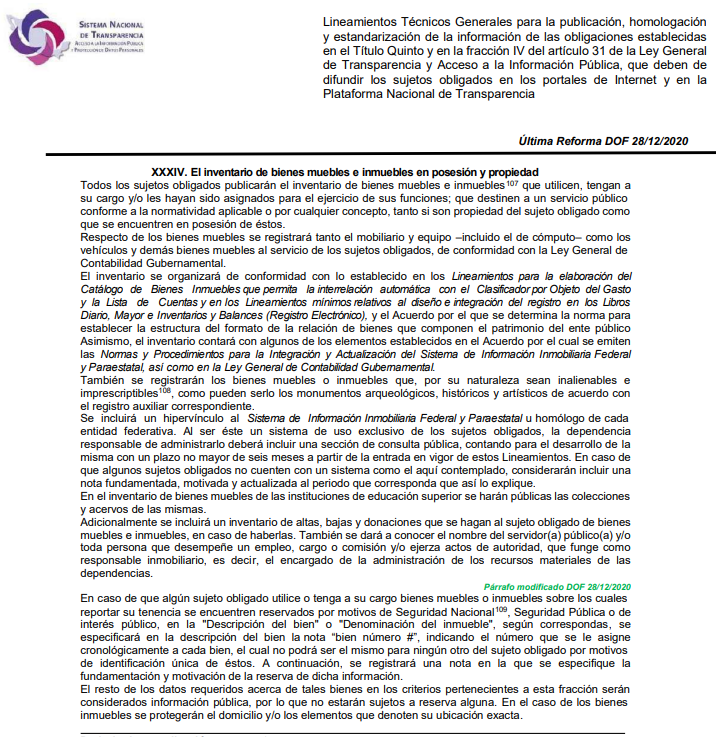 SISTEMA NACIONAL
DE TRANSPARENCIA
ACCESO A LA INFORMACIÓN PÚBLICA
Y PROTECCIÓN DE DATOS PERSONALES
Lineamientos Técnicos Generales para la publicación, homologación
y estandarización de la información de las obligaciones establecidas
en el Título Quinto y en la fracción IV del artículo 31 de la Ley General
de Transparencia y Acceso a la Información Pública, que deben de
difundir los sujetos obligados en los portales de Internet y en la
Plataforma Nacional de Transparencia
Última Reforma DOF 28/12/2020
XXXIV. El inventario de bienes muebles e inmuebles en posesión y propiedad
Todos los sujetos obligados publicarán el inventario de bienes muebles e inmuebles107 que utilicen, tengan a
su cargo y/o les hayan sido asignados para el ejercicio de sus funciones; que destinen a un servicio público
conforme a la normatividad aplicable o por cualquier concepto, tanto si son propiedad del sujeto obligado como
que se encuentren en posesión de éstos.
Respecto de los bienes muebles se registrará tanto el mobiliario y equipo –incluido el de cómputo– como los
vehículos y demás bienes muebles al servicio de los sujetos obligados, de conformidad con la Ley General de
Contabilidad Gubernamental.
El inventario se organizará de conformidad con lo establecido en los Lineamientos para la elaboración del
Catálogo de Bienes Inmuebles que permita la interrelación automática con el Clasificador por Objeto del Gasto
y la Lista de Cuentas y en los Lineamientos mínimos relativos al diseño e integración del registro en los Libros
Diario, Mayor e Inventarios y Balances (Registro Electrónico), y el Acuerdo por el que se determina la norma para
establecer la estructura del formato de la relación de bienes que componen el patrimonio del ente público
Asimismo, el inventario contará con algunos de los elementos establecidos en el Acuerdo por el cual se emiten
las Normas y Procedimientos para la Integración y Actualización del Sistema de Información Inmobiliaria Federal
y Paraestatal, así como en la Ley General de Contabilidad Gubernamental.
También se registrarán los bienes muebles o inmuebles que, por su naturaleza sean inalienables e
imprescriptibles108, como pueden serlo los monumentos arqueológicos, históricos y artísticos de acuerdo con
el registro auxiliar correspondiente.
Se incluirá un hipervínculo al Sistema de Información Inmobiliaria Federal y Paraestatal u homólogo de cada
entidad federativa. Al ser éste un sistema de uso exclusivo de los sujetos obligados, la dependencia
responsable de administrarlo deberá incluir una sección de consulta pública, contando para el desarrollo de la
misma con un plazo no mayor de seis meses a partir de la entrada en vigor de estos Lineamientos. En caso de
que algunos sujetos obligados no cuenten con un sistema como el aquí contemplado, considerarán incluir una
nota fundamentada, motivada y actualizada al periodo que corresponda que así lo explique.
En el inventario de bienes muebles de las instituciones de educación superior se harán públicas las colecciones
y acervos de las mismas.
Adicionalmente se incluirá un inventario de altas, bajas y donaciones que se hagan al sujeto obligado de bienes
muebles e inmuebles, en caso de haberlas. También se dará a conocer el nombre del servidor(a) público(a) y/o
toda persona que desempeñe un empleo, cargo o comisión y/o ejerza actos de autoridad, que funge como
responsable inmobiliario, es decir, el encargado de la administración de los recursos materiales de las
dependencias.
Párrafo modificado DOF 28/12/2020
En caso de que algún sujeto obligado utilice o tenga a su cargo bienes muebles o inmuebles sobre los cuales
reportar su tenencia se encuentren reservados por motivos de Seguridad Nacional109, Seguridad Pública o de
interés público, en la "Descripción del bien" o "Denominación del inmueble", según correspondas, se
especificará en la descripción del bien la nota “bien número #”, indicando el número que se le asigne
cronológicamente a cada bien, el cual no podrá ser el mismo para ningún otro del sujeto obligado por motivos
de identificación única de éstos. A continuación, se registrará una nota en la que se especifique la
fundamentación y motivación de la reserva de dicha información.
El resto de los datos requeridos acerca de tales bienes en los criterios pertenecientes a esta fracción serán
considerados información pública, por lo que no estarán sujetos a reserva alguna. En el caso de los bienes
inmuebles se protegerán el domicilio y/o los elementos que denoten su ubicación exacta.